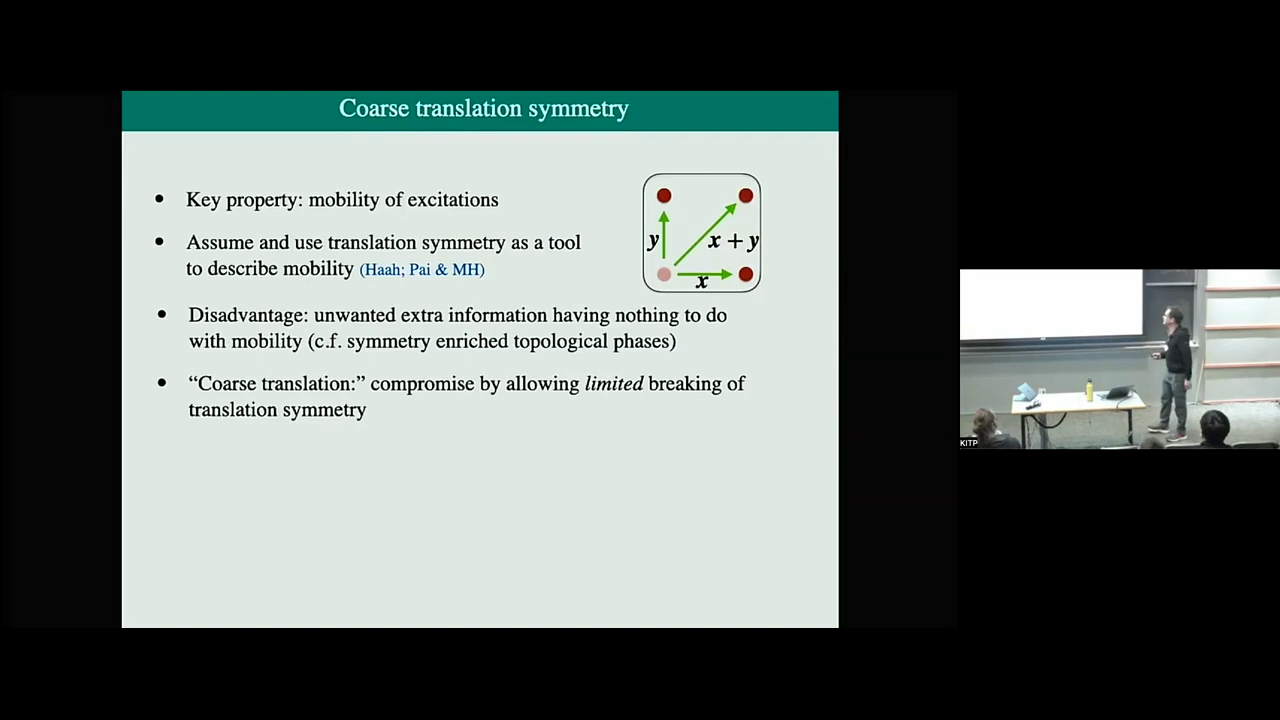 Coarse translation symmetry
• Key property: mobility of excitations
• Assume and use translation symmetry as a tool
to describe mobility (Haah; Pai & MH)
y
x + y
x
• Disadvantage: unwanted extra information having nothing to do
with mobility (c.f. symmetry enriched topological phases)
• “Coarse translation:” compromise by allowing limited breaking of
translation symmetry
KITP